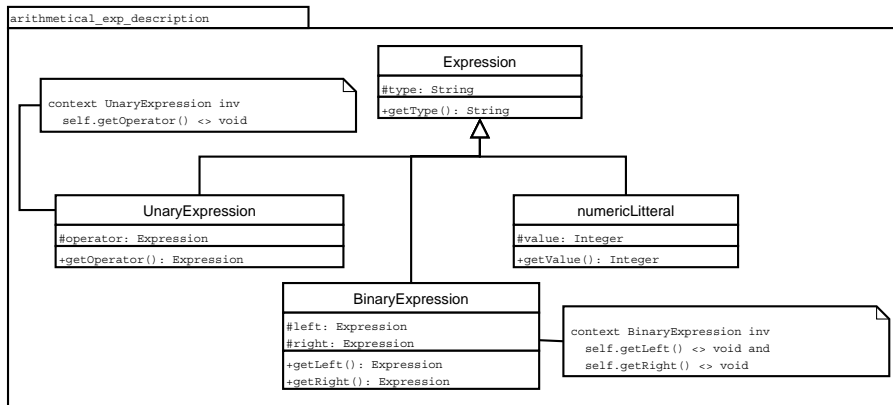 arithmetical_exp_description
Expression
#type: String
+getType(): String
context UnaryExpression inv
self.getOperator() <> void
UnaryExpression
#operator: Expression
+getOperator(): Expression
numericLitteral
#value: Integer
+getValue(): Integer
BinaryExpression
#left: Expression
#right: Expression
+getLeft(): Expression
+getRight(): Expression
context BinaryExpression inv
self.getLeft() <> void and
self.getRight() <> void